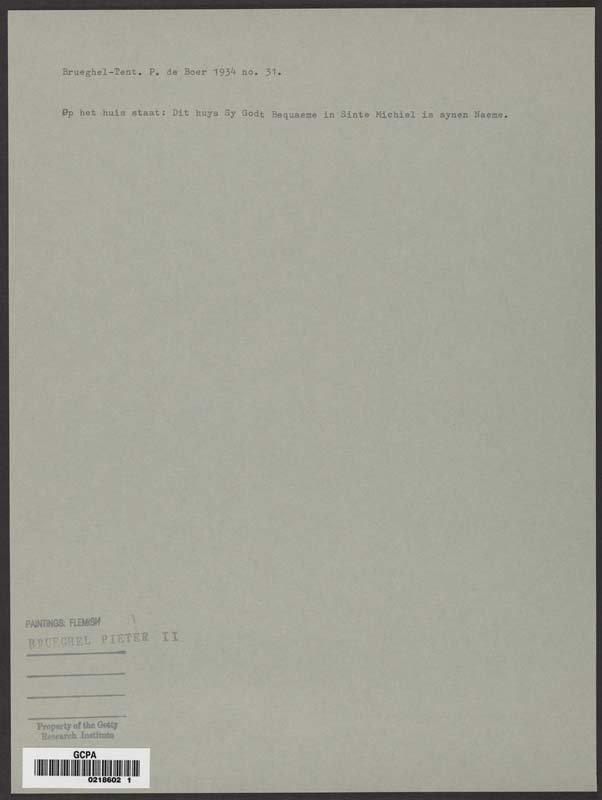 Brueghel-Tent. P. de Boer 1934 no. 31.
Op het huis staat: Dit huys Sy Godt Bequaeme in Sinte Michiel is synen Naeme.
PAINTINGS: FLEMISH
BRUEGHEL PIETER II
Property of the Getty
Research Institute
GCPA
0218602 1